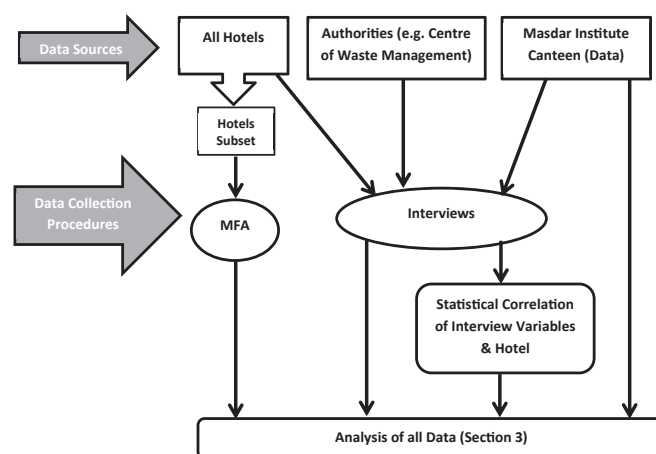 Data Sources
All Hotels
Authorities (e.g. Centre
of Waste Management)
Masdar Institute
Canteen (Data)
Hotels
Subset
Data Collection
Procedures
MFA
Interviews
Statistical Correlation
of Interview Variables
& Hotel
Analysis of all Data (Section 3)